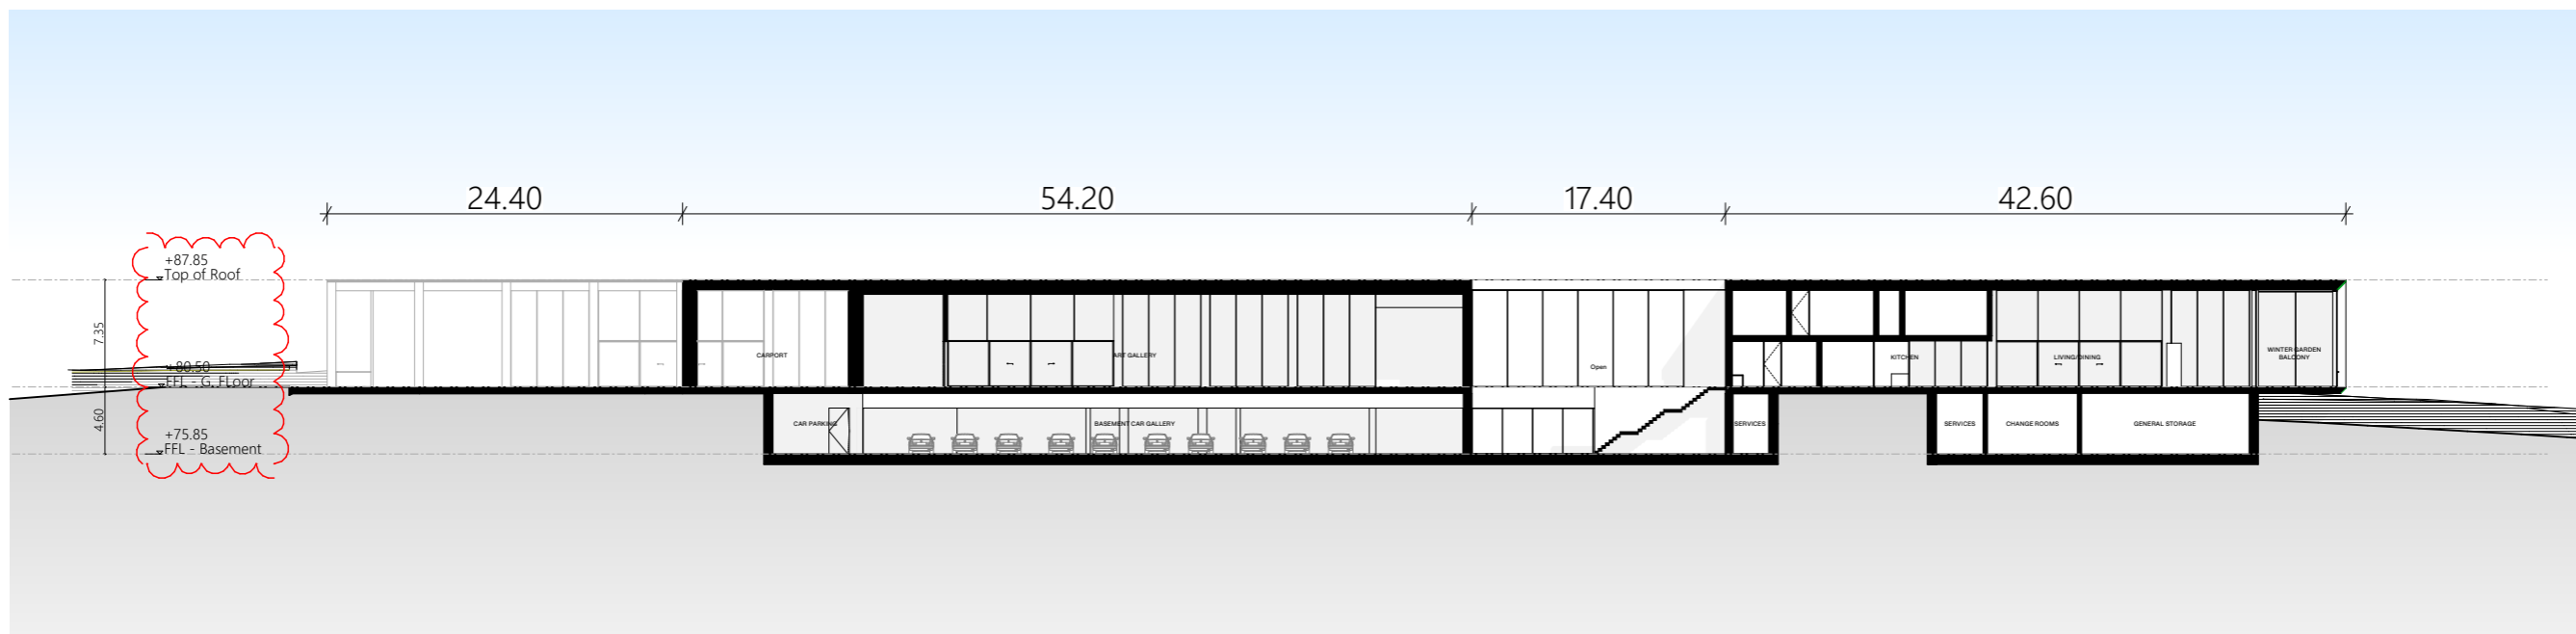 24.40
54.20
17.40
42.60
+87.85
Top of Roof
7.35
+80.50
FFL - G. FLoor
4.60
+75.85
FFL - Basement
CARPORT
ART GALLERY
Open
KITCHEN
LIVING/DINING
WINTER GARDEN
BALCONY
CAR PARKING
BASEMENT CAR GALLERY
SERVICES
SERVICES
CHANGE ROOMS
GENERAL STORAGE